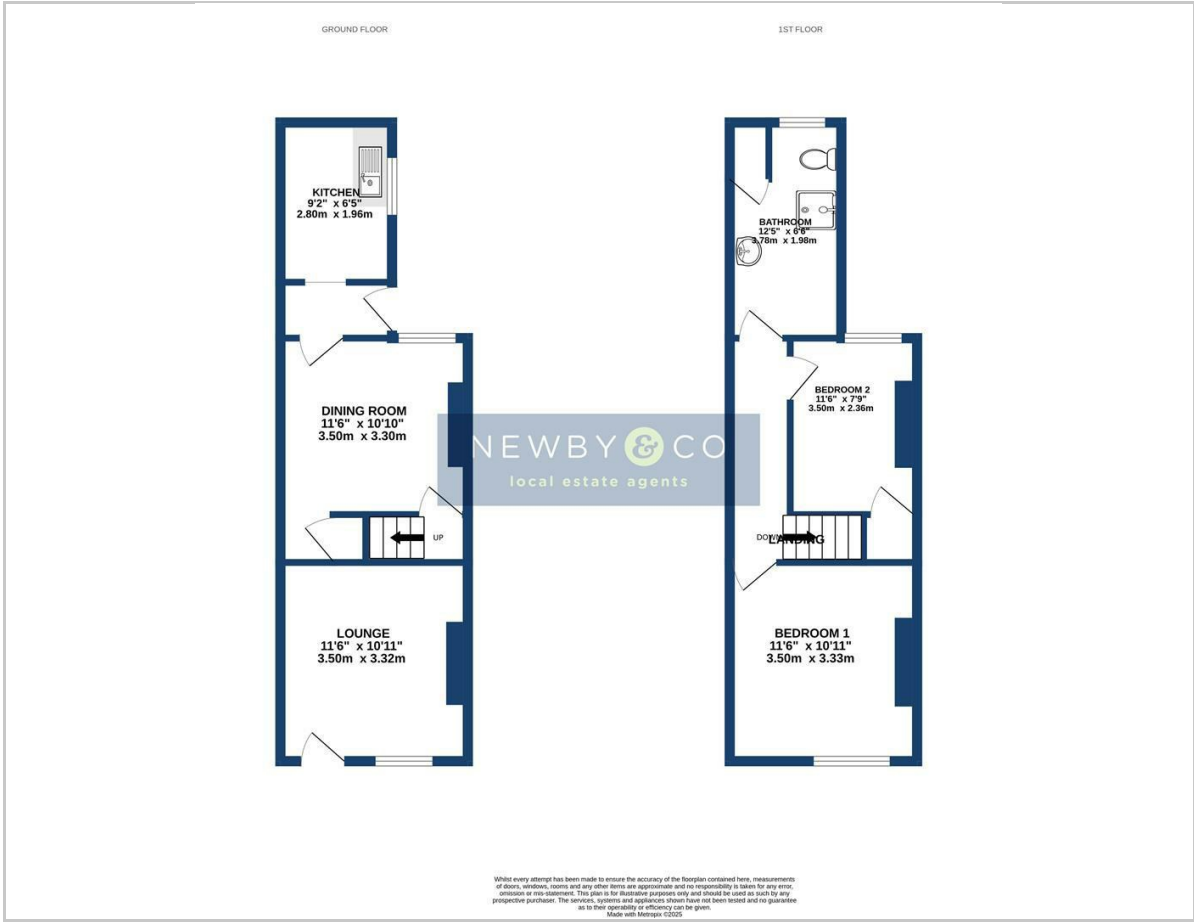 GROUND FLOOR
1ST FLOOR
KITCHEN
9'2" x 6'5"
2.80m x 1.96m
DINING ROOM
11'6" x 10'10"
3.50m x 3.30m
UP
LOUNGE
11'6" x 10'11"
3.50m x 3.32m
BATHROOM
12'5" x 6'6"
3.78m x 1.98m
BEDROOM 2
11'6" x 7'9"
3.50m x 2.36m
DOWN
LANDING
BEDROOM 1
11'6" x 10'11"
3.50m x 3.33m
NEWBY & CO
local estate agents
Whilst every attempt has been made to ensure the accuracy of the floorplan contained here, measurements
of doors, windows, rooms and any other items are approximate and no responsibility is taken for any error,
omission or mis-statement. This plan is for illustrative purposes only and should be used as such by any
prospective purchaser. The services, systems and appliances shown have not been tested and no guarantee
as to their operability or efficiency can be given.
Made with Metropix ©2025